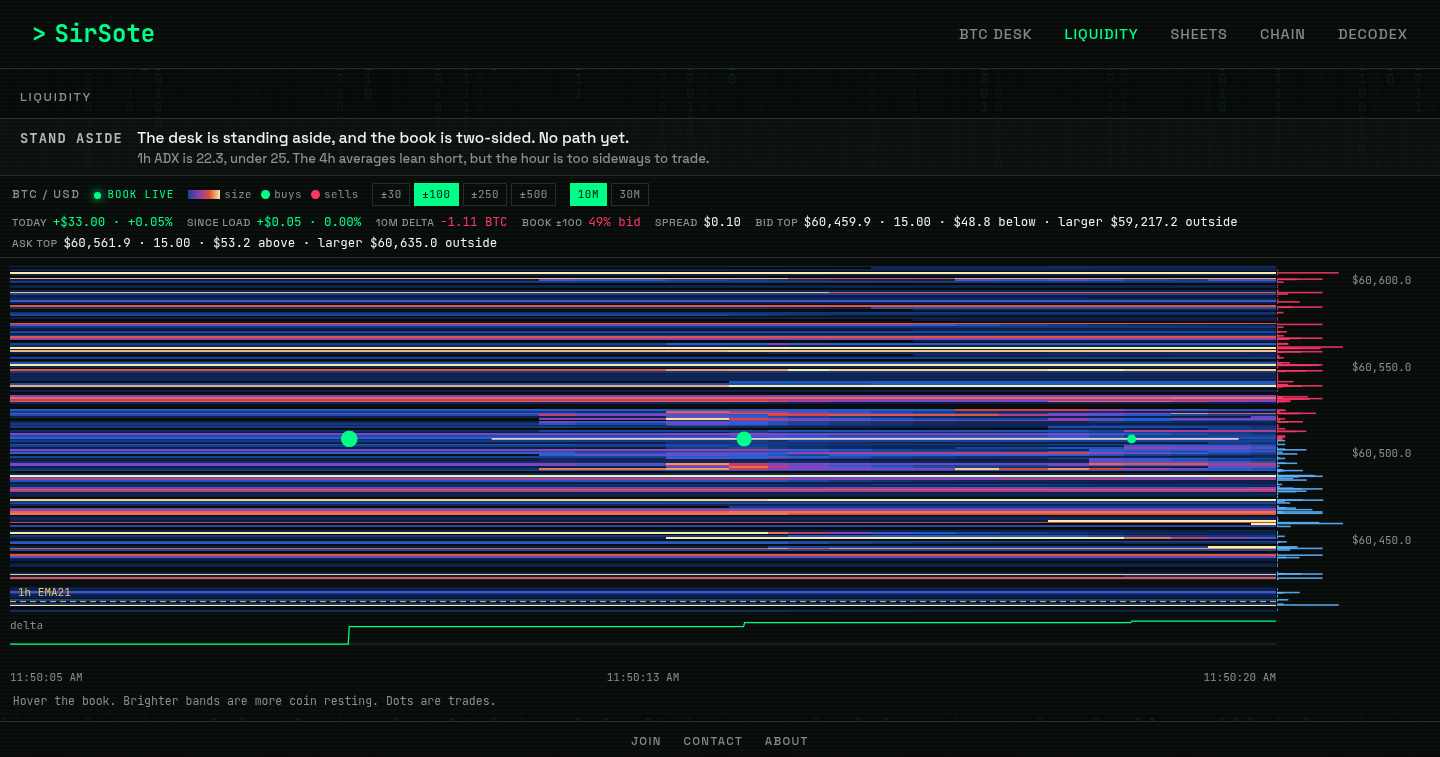 > SirSote
BTC DESK LIQUIDITY SHEETS CHAIN DECODEX
LIQUIDITY
STAND ASIDE The desk is standing aside, and the book is two-sided. No path yet.
1h ADX is 22.3, under 25. The 4h averages lean short, but the hour is too sideways to trade.
BTC / USD BOOK LIVE size buys sells ±30 ±100 ±250 ±500 10M 30M
TODAY +$33.00 · +0.05% SINCE LOAD +$0.05 · 0.00% 10M DELTA -1.11 BTC BOOK ±100 49% bid SPREAD $0.10 BID TOP $60,459.9 · 15.00 · $48.8 below · larger $59,217.2 outside
ASK TOP $60,561.9 · 15.00 · $53.2 above · larger $60,635.0 outside
$60,600.0
$60,550.0
$60,500.0
$60,450.0
1h EMA21
delta
11:50:05 AM 11:50:13 AM 11:50:20 AM
Hover the book. Brighter bands are more coin resting. Dots are trades.
JOIN CONTACT ABOUT